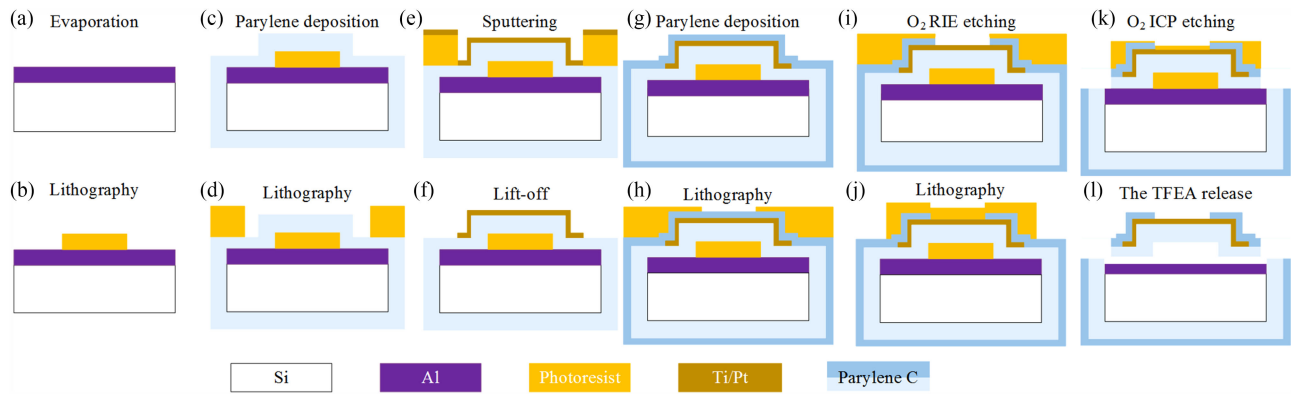 (a) Evaporation
(c) Parylene deposition
(e) Sputtering
(g) Parylene deposition
(i) O₂ RIE etching
(k) O₂ ICP etching
(b) Lithography
(d) Lithography
(f) Lift-off
(h) Lithography
(j) Lithography
(l) The TFEA release
Si
Al
Photoresist
Ti/Pt
Parylene C